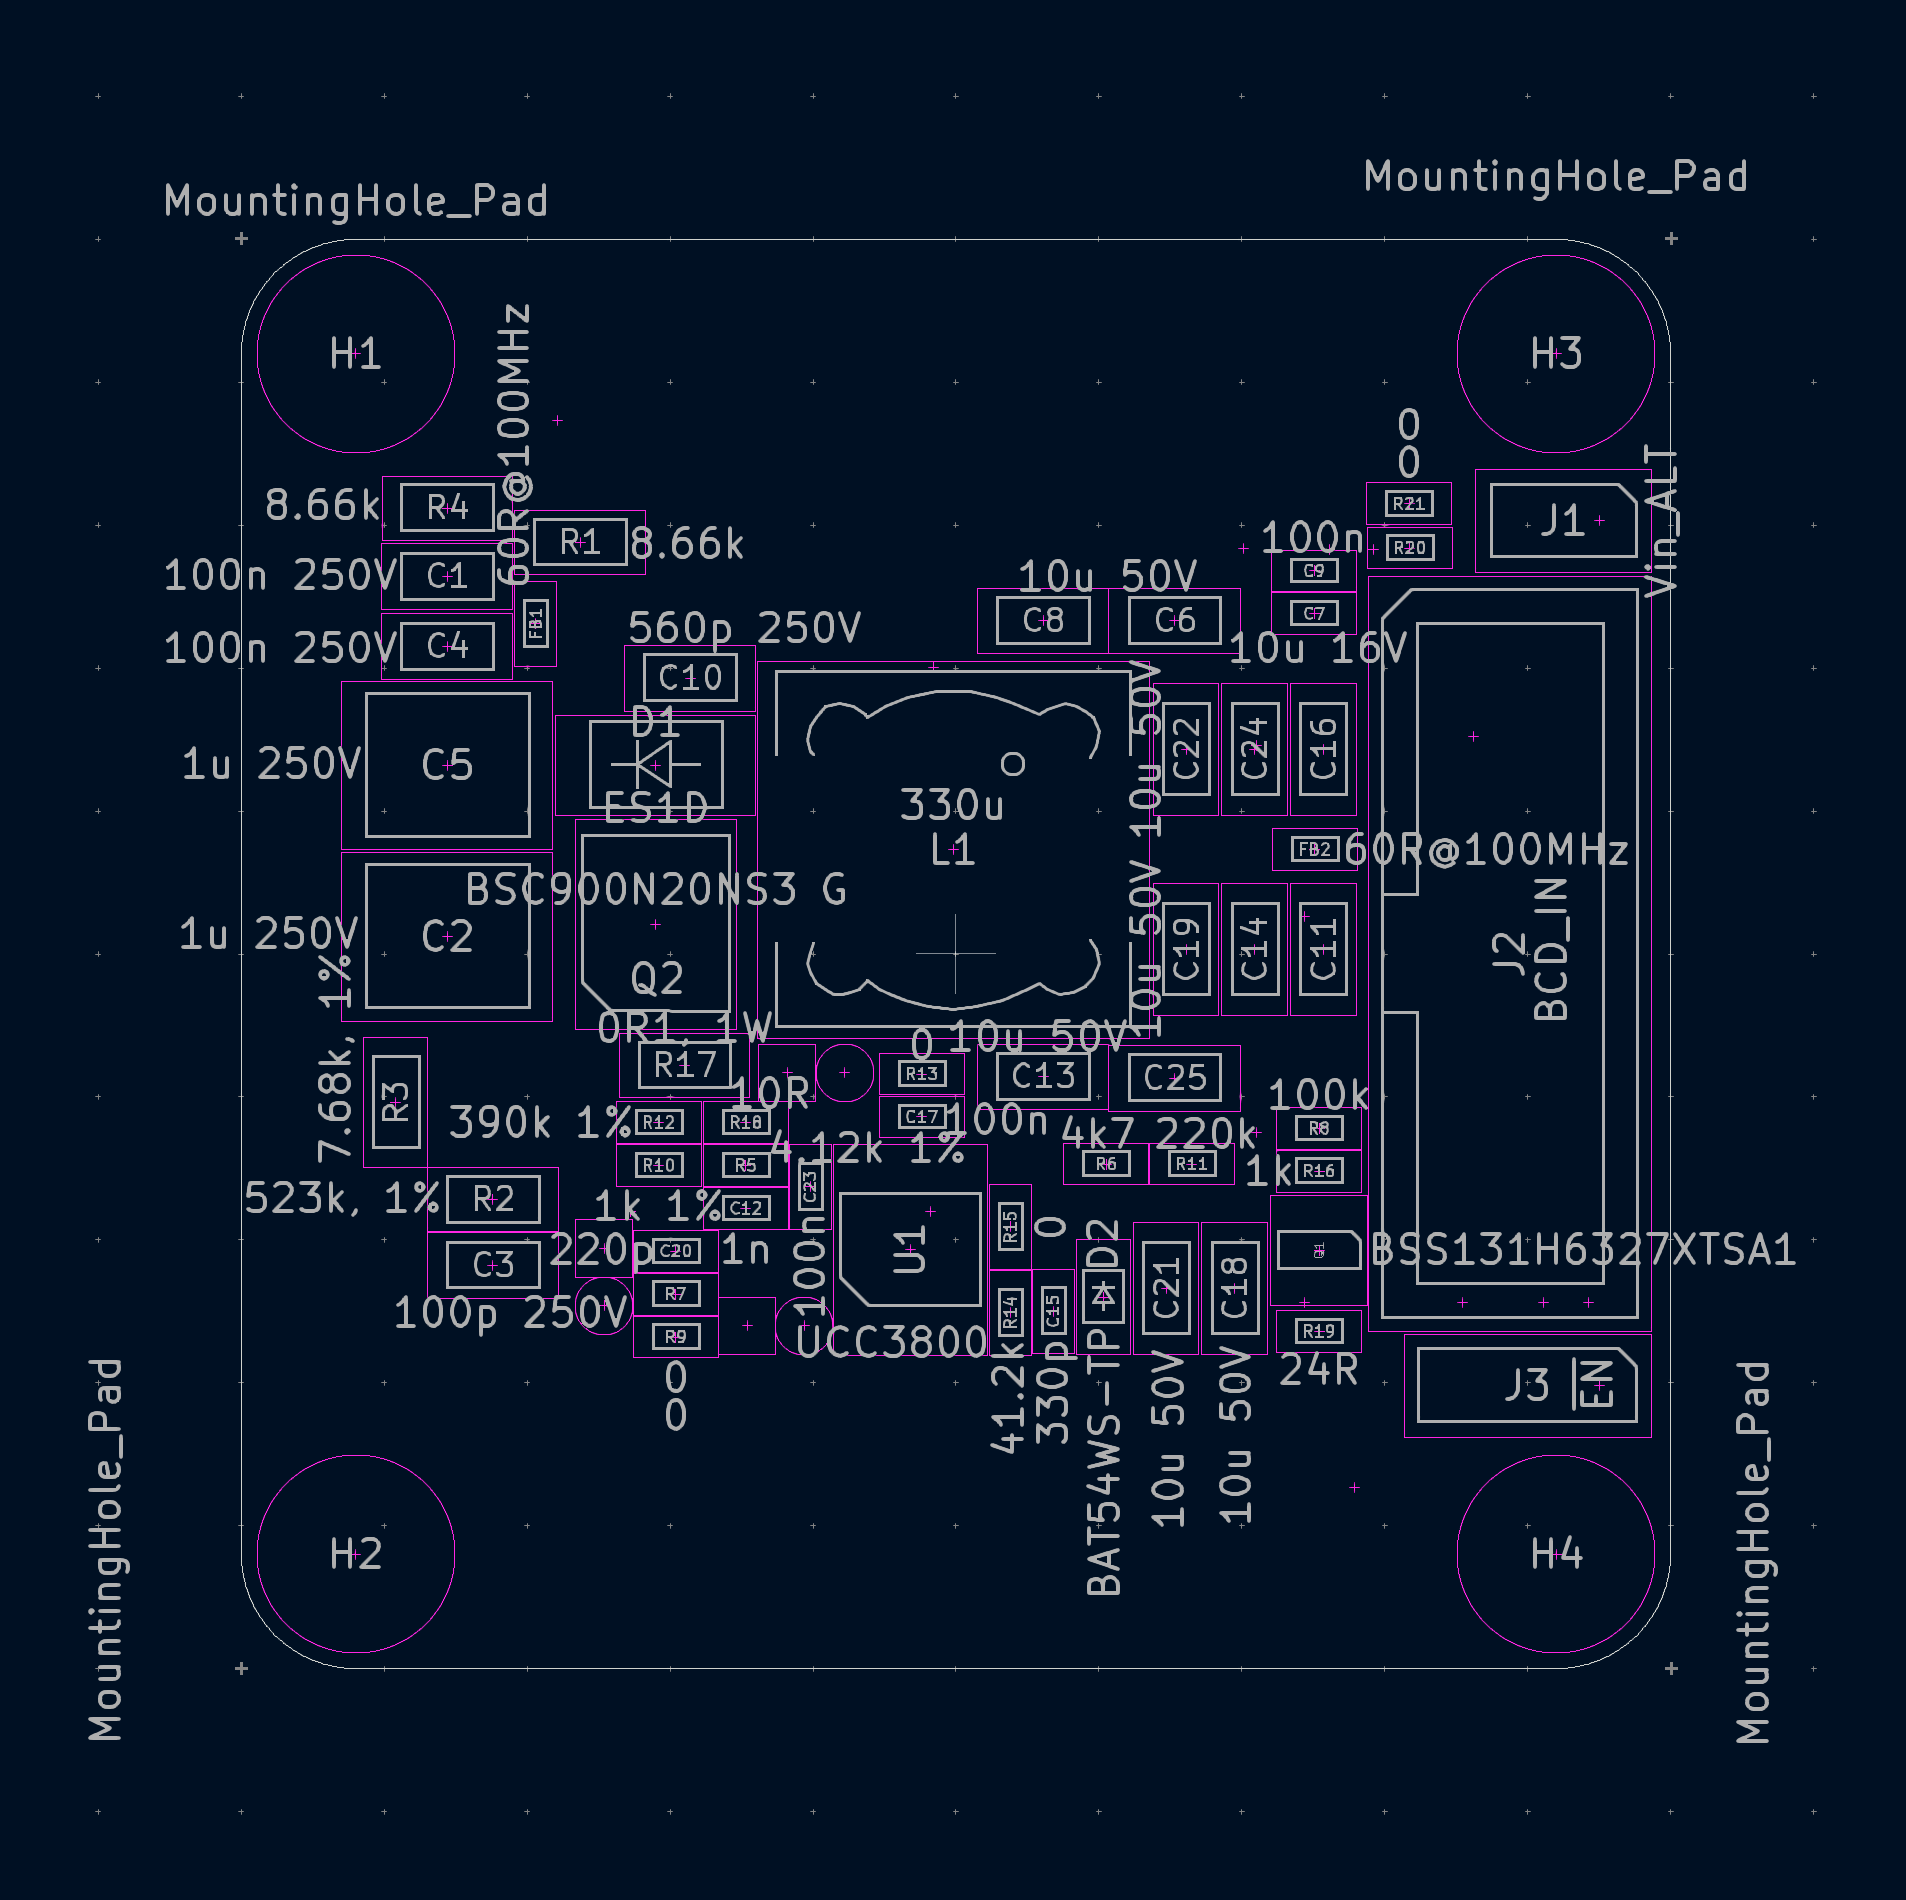 MountingHole_Pad
MountingHole_Pad
H1
H3
60R@100MHz
0
0
Vin_ALT
8.66k
R4
R1
8.66k
R21
J1
R20
100n
C9
C7
10u 16V
100n 250V
C1
FB1
100n 250V
C4
560p 250V
C10
10u 50V
C8
C6
D1
ES1D
1u 250V
C5
330u
L1
10u 50V
10u 50V
10u 50V
C22
C24
C16
FB2
60R@100MHz
BSC900N20NS3 G
Q2
1u 250V
C2
C19
C14
C11
J2
BCD_IN
0R1, 1W
R17
0
10u 50V
R13
C13
C25
7.68k, 1%
R3
10R
390k 1%
R12
R18
C17
100n
100k
R8
4k7
220k
R10
R5
4.12k 1%
C23
R6
R11
1k
R16
523k, 1%
R2
1k 1%
C12
100n
U1
R15
0
D2
220p
C20
1n
C3
Q1
BSS131H6327XTSA1
100p 250V
R7
R9
UCC3800
R14
C15
C21
C18
R19
24R
0
0
41.2k
330p
BAT54WS-TP
10u 50V
10u 50V
J3
EN
MountingHole_Pad
MountingHole_Pad
H2
H4